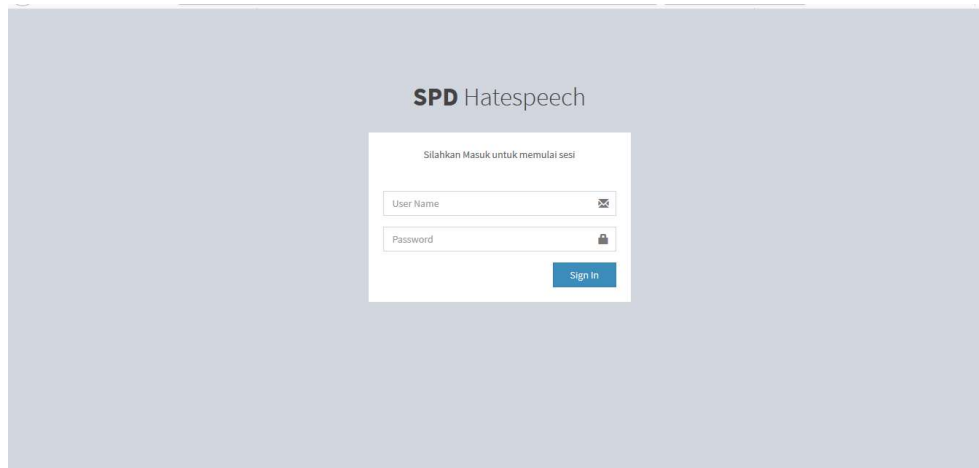 SPD Hatespeech
Silahkan Masuk untuk memulai sesi
User Name
Password
Sign In